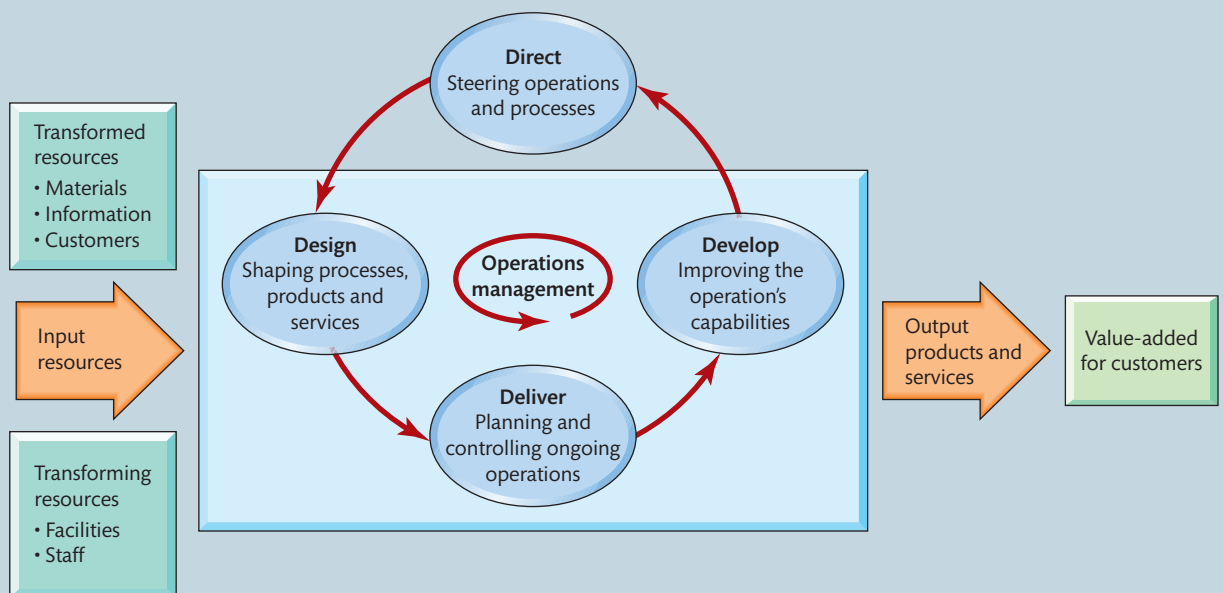 Direct
Steering operations
and processes
Transformed
resources
• Materials
• Information
• Customers
Input
resources
Transforming
resources
• Facilities
• Staff
Design
Shaping processes,
products and
services
Operations
management
Develop
Improving the
operation's
capabilities
Deliver
Planning and
controlling ongoing
operations
Output
products and
services
Value-added
for customers